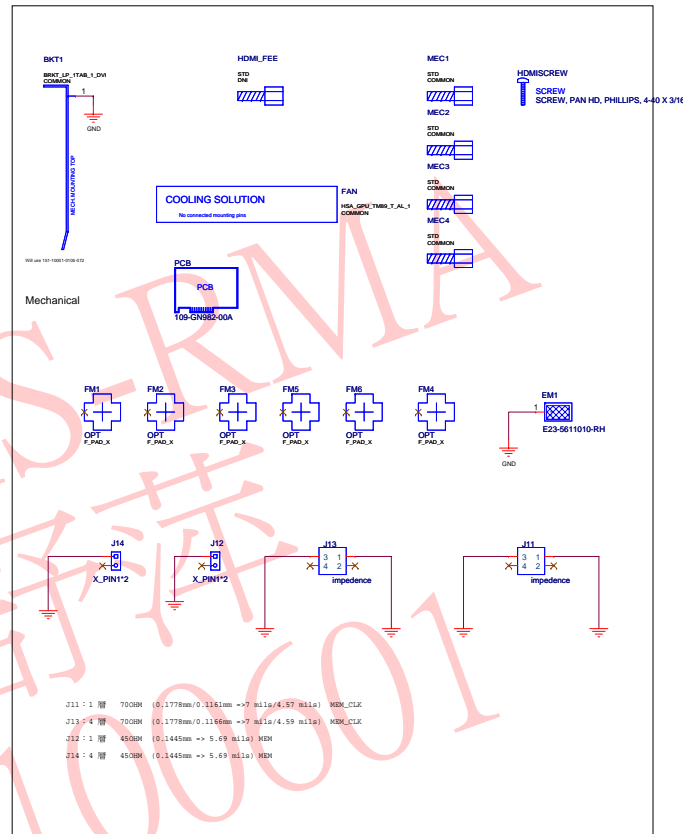 BKT1
BRKT_LP_1TAB_1_DVI
COMMON
1
GND
MECH.MOUNTING TOP
Will use 151-10001-0105-072
HDMI_FEE
STD
DNI
MEC1
STD
COMMON
MEC2
STD
COMMON
MEC3
STD
COMMON
MEC4
STD
COMMON
HDMISCREW
SCREW
SCREW, PAN HD, PHILLIPS, 4-40 X 3/16
COOLING SOLUTION
No connected mounting pins
FAN
HSA_GPU_TM89_T_AL_1
COMMON
PCB
PCB
109-GN982-00A
Mechanical
FM1
OPT
F_PAD_X
FM2
OPT
F_PAD_X
FM3
OPT
F_PAD_X
FM5
OPT
F_PAD_X
FM6
OPT
F_PAD_X
FM4
OPT
F_PAD_X
EM1
1
E23-5611010-RH
GND
J14
X_PIN1*2
J12
X_PIN1*2
J13
3 1
4 2
impedence
J11
3 1
4 2
impedence
J11：1 層 70OHM (0.1778mm/0.1161mm =>7 mils/4.57 mils) MEM_CLK
J13：4 層 70OHM (0.1778mm/0.1166mm =>7 mils/4.59 mils) MEM_CLK
J12：1 層 45OHM (0.1445mm => 5.69 mils) MEM
J14：4 層 45OHM (0.1445mm => 5.69 mils) MEM
S-RMA
萍
100601